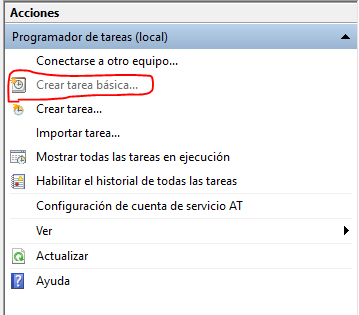 Acciones
Programador de tareas (local)
Conectarse a otro equipo...
Crear tarea básica...
Crear tarea...
Importar tarea...
Mostrar todas las tareas en ejecución
Habilitar el historial de todas las tareas
Configuración de cuenta de servicio AT
Ver
Actualizar
Ayuda